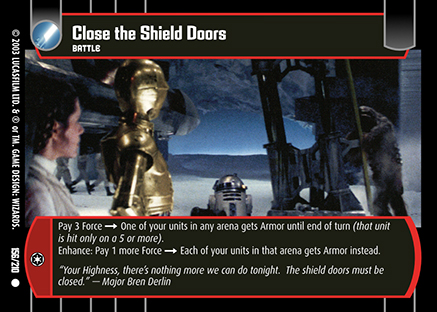 Close the Shield Doors
BATTLE
Pay 3 Force → One of your units in any arena gets Armor until end of turn (that unit
is hit only on a 5 or more).
Enhance: Pay 1 more Force → Each of your units in that arena gets Armor instead.
"Your Highness, there's nothing more we can do tonight. The shield doors must be
closed." — Major Bren Derlin
© 2003 LUCASFILM LTD. & ® or TM. GAME DESIGN: WIZARDS.
156/210